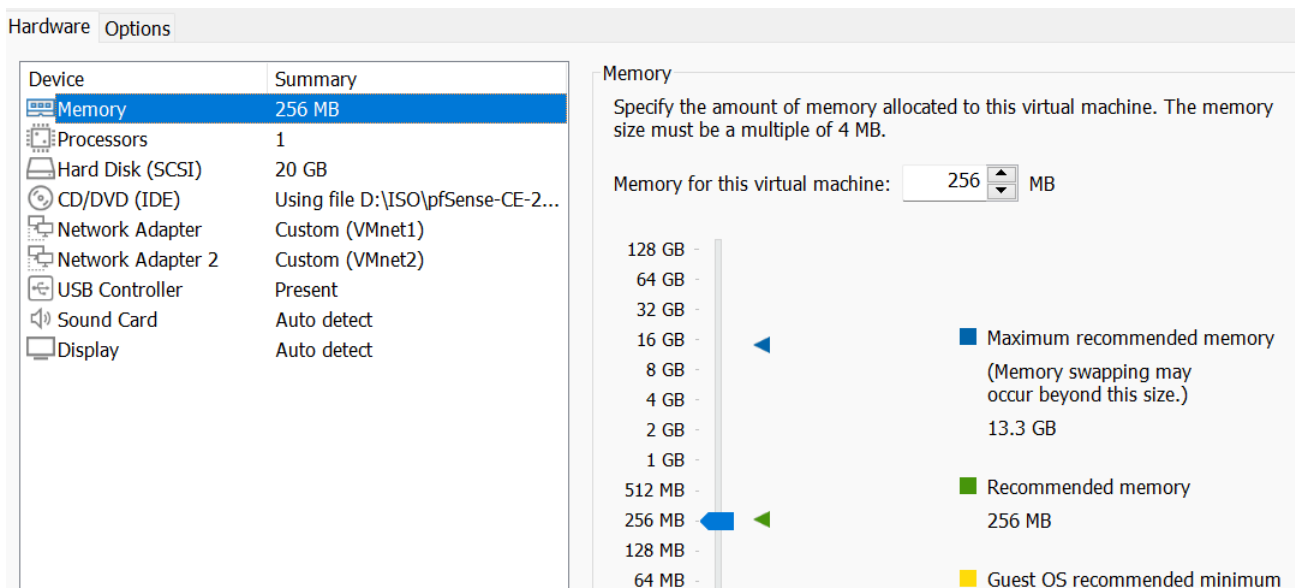 Hardware Options
Device Summary
Memory 256 MB
Processors 1
Hard Disk (SCSI) 20 GB
CD/DVD (IDE) Using file D:\ISO\pfSense-CE-2...
Network Adapter Custom (VMnet1)
Network Adapter 2 Custom (VMnet2)
USB Controller Present
Sound Card Auto detect
Display Auto detect
Memory
Specify the amount of memory allocated to this virtual machine. The memory
size must be a multiple of 4 MB.
Memory for this virtual machine: 256 MB
128 GB
64 GB
32 GB
16 GB
8 GB
4 GB
2 GB
1 GB
512 MB
256 MB
128 MB
64 MB
Maximum recommended memory
(Memory swapping may
occur beyond this size.)
13.3 GB
Recommended memory
256 MB
Guest OS recommended minimum